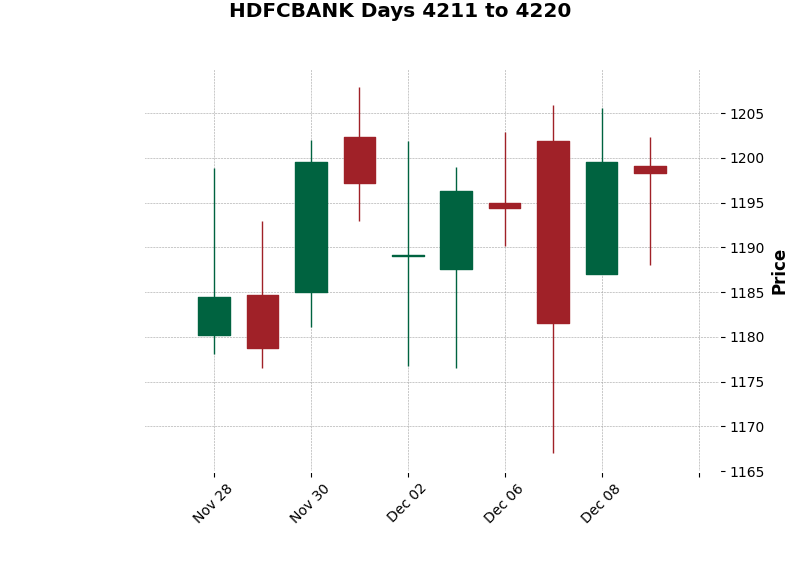 HDFCBANK Days 4211 to 4220
1205
1200
1195
1190
1185
1180
1175
1170
1165
Price
Nov 28
Nov 30
Dec 02
Dec 06
Dec 08